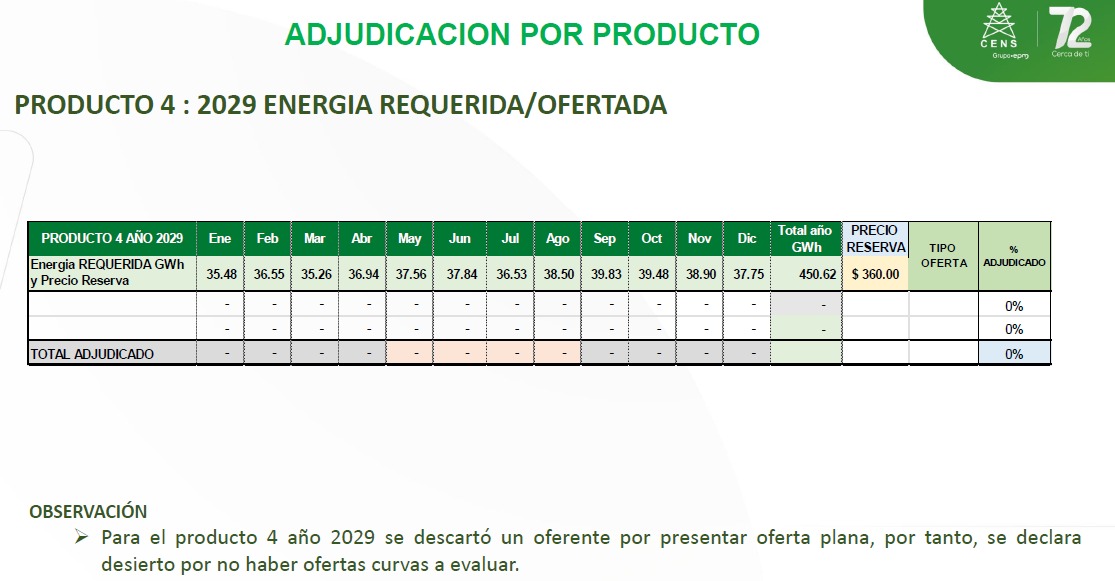 ADJUDICACION POR PRODUCTO
CENS
Grupo•epm
72
Años
Cerca de ti
PRODUCTO 4 : 2029 ENERGIA REQUERIDA/OFERTADA
PRODUCTO 4 AÑO 2029 Ene Feb Mar Abr May Jun Jul Ago Sep Oct Nov Dic Total año GWh PRECIO RESERVA TIPO OFERTA % ADJUDICADO
Energia REQUERIDA GWh y Precio Reserva 35.48 36.55 35.26 36.94 37.56 37.84 36.53 38.50 39.83 39.48 38.90 37.75 450.62 $ 360.00
- - - - - - - - - - - - - 0%
- - - - - - - - - - - - - 0%
TOTAL ADJUDICADO - - - - - - - - - - - - 0%
OBSERVACIÓN
➢ Para el producto 4 año 2029 se descartó un oferente por presentar oferta plana, por tanto, se declara
desierto por no haber ofertas curvas a evaluar.